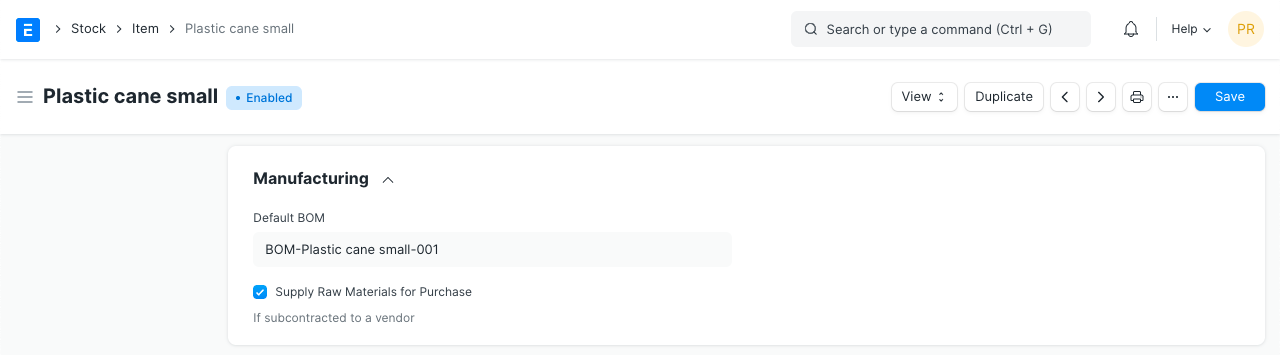 E > Stock > Item > Plastic cane small
Search or type a command (Ctrl + G)
Help
PR
Plastic cane small
• Enabled
View
Duplicate
...
Save
Manufacturing
Default BOM
BOM-Plastic cane small-001
Supply Raw Materials for Purchase
If subcontracted to a vendor